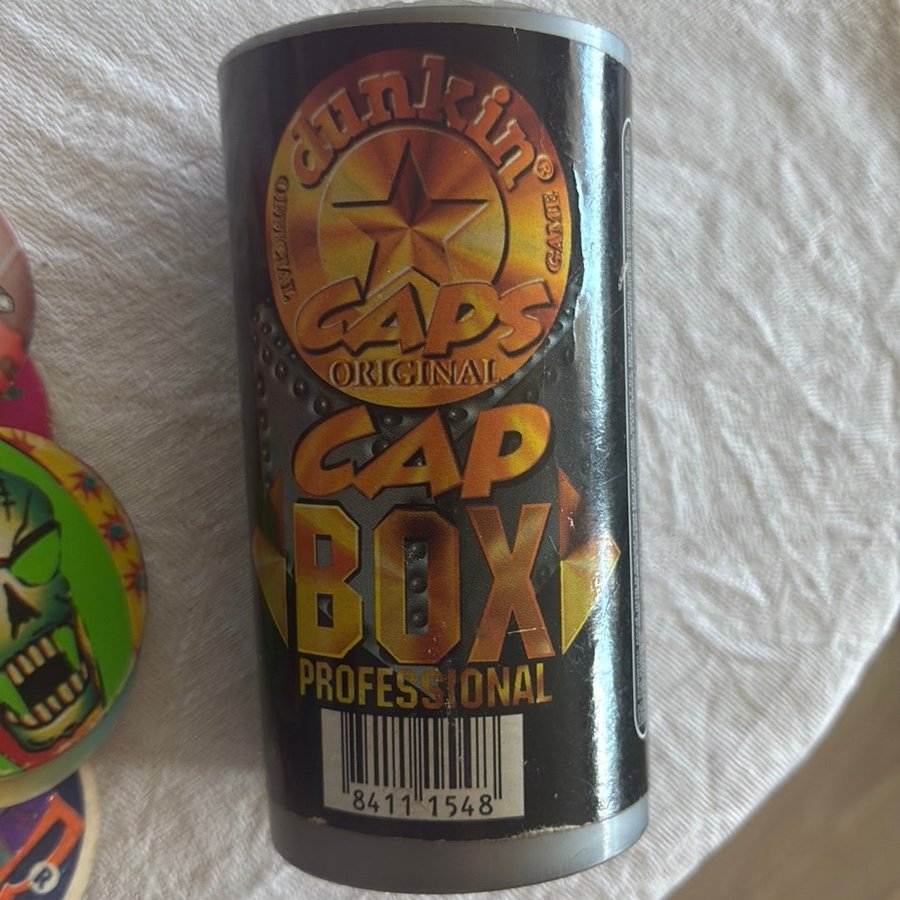 dunkin'®
OFFICIAL GAME
CAPS
ORIGINAL
CAP
BOX
PROFESSIONAL
8411 1548
R